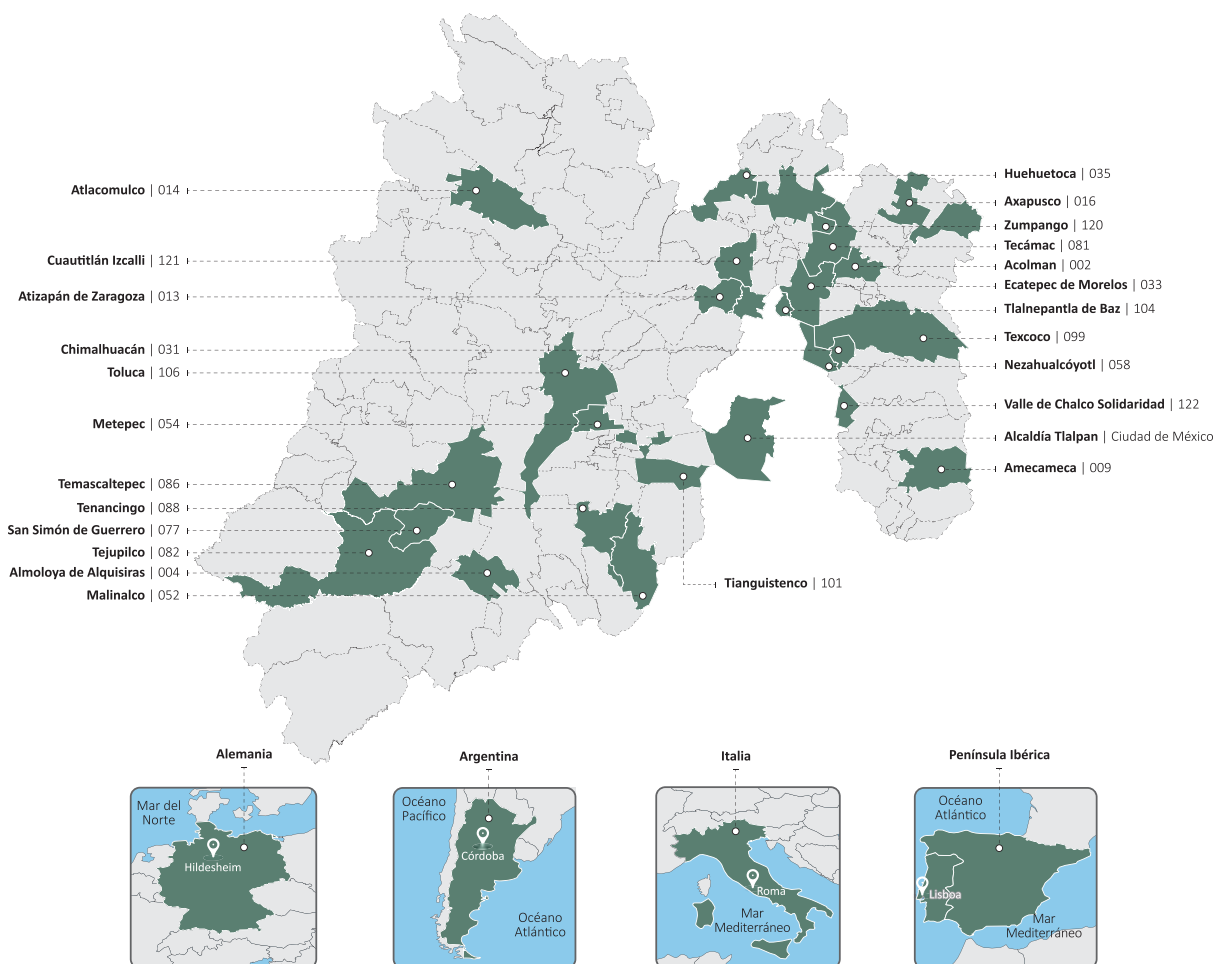 Atlacomulco | 014
Cuautitlán Izcalli | 121
Atizapán de Zaragoza | 013
Chimalhuacán | 031
Toluca | 106
Metepec | 054
Temascaltepec | 086
Tenancingo | 088
San Simón de Guerrero | 077
Tejupilco | 082
Almoloya de Alquisiras | 004
Malinalco | 052
Huehuetoca | 035
Axapusco | 016
Zumpango | 120
Tecámac | 081
Acolman | 002
Ecatepec de Morelos | 033
Tlalnepantla de Baz | 104
Texcoco | 099
Nezahualcóyotl | 058
Valle de Chalco Solidaridad | 122
Alcaldía Tlalpan | Ciudad de México
Amecameca | 009
Tianguistenco | 101
Alemania
Mar del
Norte
Hildesheim
Argentina
Océano
Pacífico
Córdoba
Océano
Atlántico
Italia
Roma
Mar
Mediterráneo
Península Ibérica
Océano
Atlántico
Lisboa
Mar
Mediterráneo